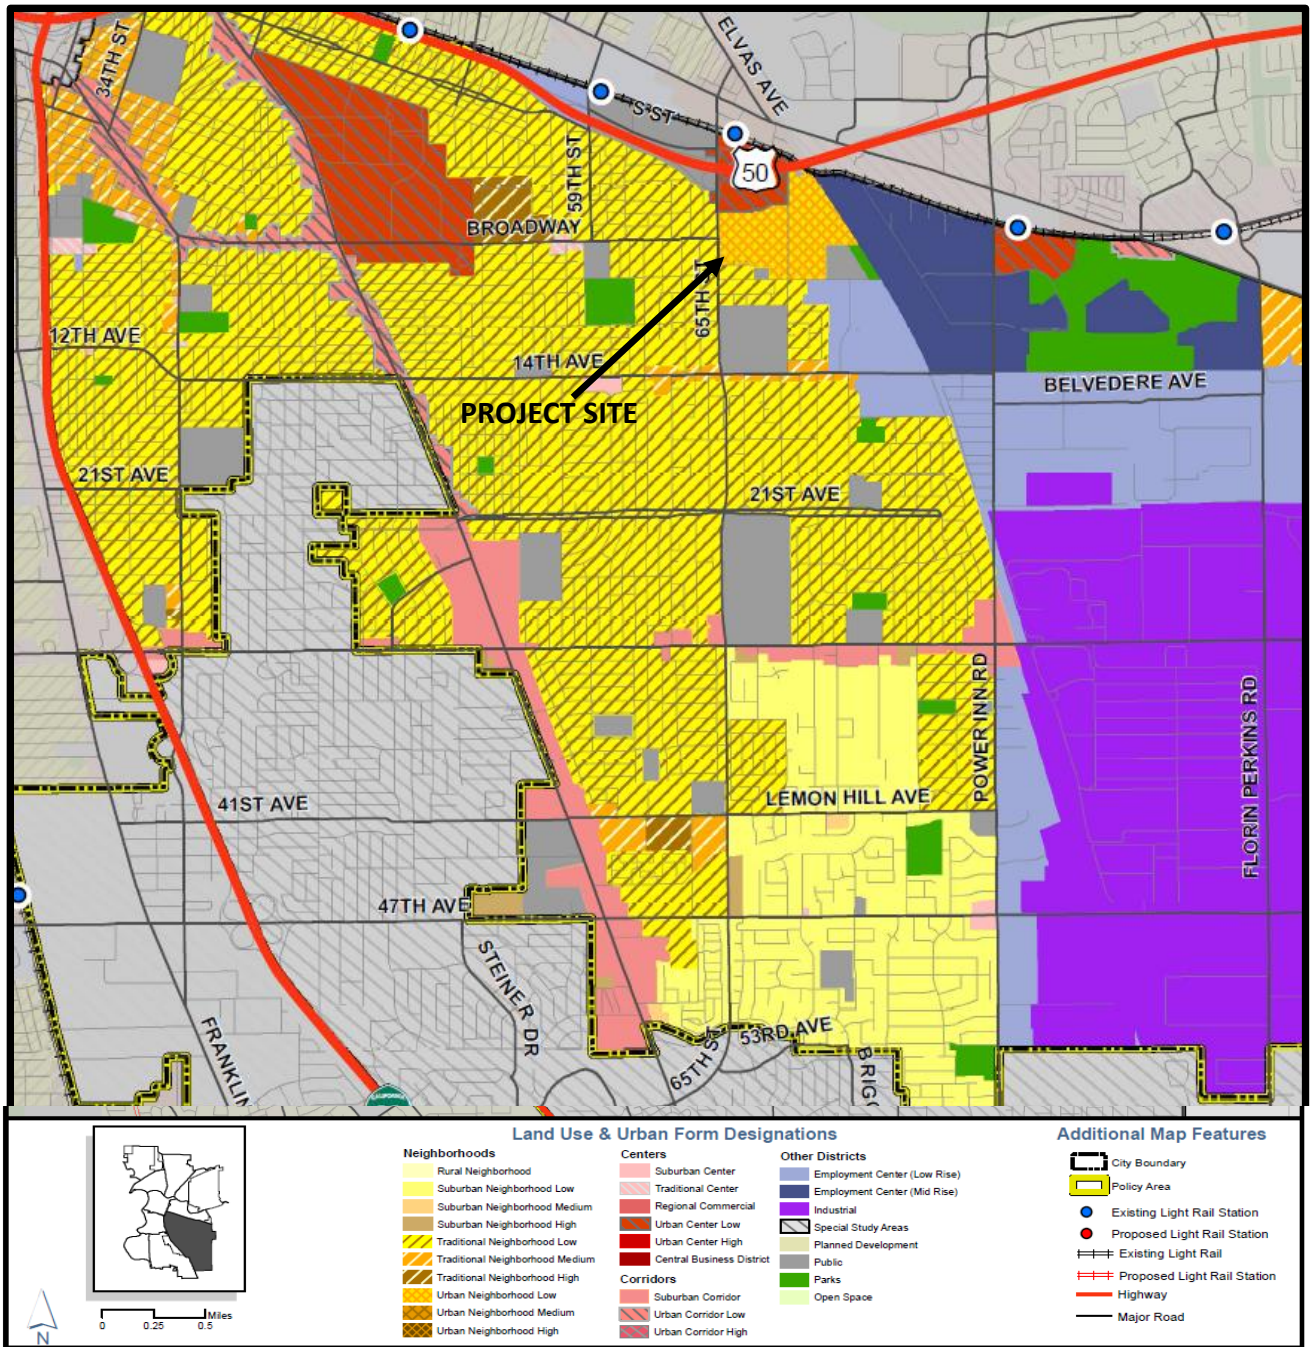 34TH ST
ELVAS AVE
S ST
50
59TH ST
BROADWAY
65TH ST
12TH AVE
14TH AVE
BELVEDERE AVE
PROJECT SITE
21ST AVE
21ST AVE
POWER INN RD
FLORIN PERKINS RD
41ST AVE
LEMON HILL AVE
47TH AVE
STEINER DR
FRANKLIN
65TH ST
53RD AVE
BRIGG
CALIFORNIA
Land Use & Urban Form Designations
Neighborhoods
Rural Neighborhood
Suburban Neighborhood Low
Suburban Neighborhood Medium
Suburban Neighborhood High
Traditional Neighborhood Low
Traditional Neighborhood Medium
Traditional Neighborhood High
Urban Neighborhood Low
Urban Neighborhood Medium
Urban Neighborhood High
Centers
Suburban Center
Traditional Center
Regional Commercial
Urban Center Low
Urban Center High
Central Business District
Corridors
Suburban Corridor
Urban Corridor Low
Urban Corridor High
Other Districts
Employment Center (Low Rise)
Employment Center (Mid Rise)
Industrial
Special Study Areas
Planned Development
Public
Parks
Open Space
Additional Map Features
City Boundary
Policy Area
Existing Light Rail Station
Proposed Light Rail Station
Existing Light Rail
Proposed Light Rail Station
Highway
Major Road
N
Miles
0 0.25 0.5